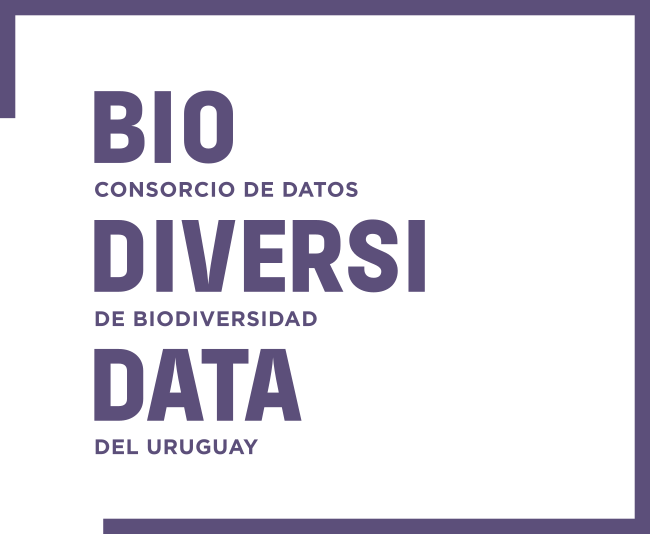 BIO
CONSORCIO DE DATOS
DIVERSI
DE BIODIVERSIDAD
DATA
DEL URUGUAY